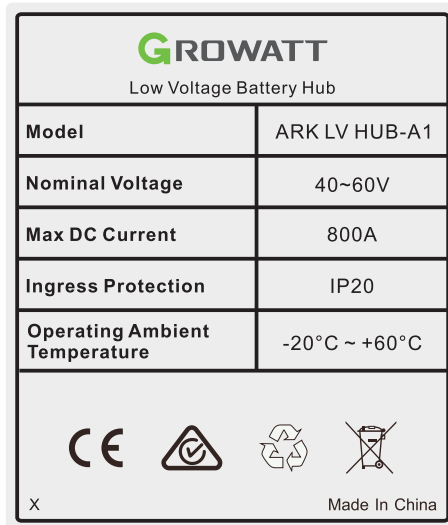 GROWATT
Low Voltage Battery Hub
Model ARK LV HUB-A1
Nominal Voltage 40~60V
Max DC Current 800A
Ingress Protection IP20
Operating Ambient
Temperature -20°C ~ +60°C
CE
X Made In China